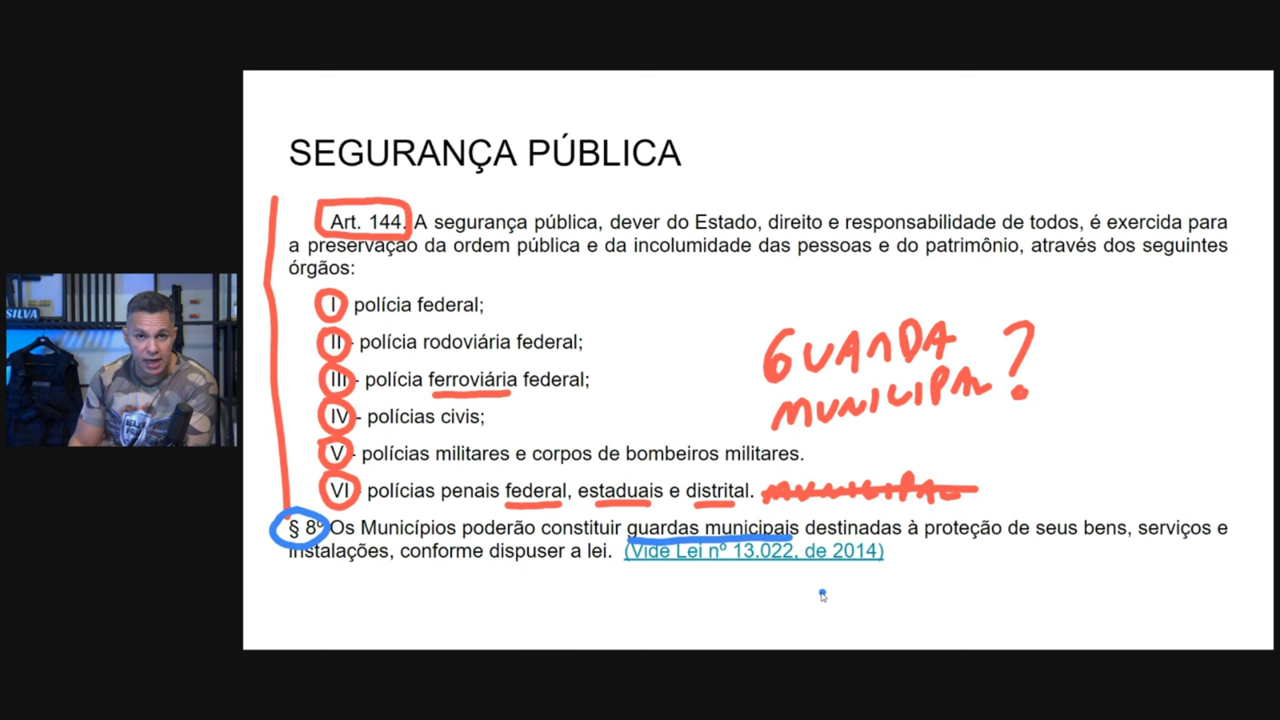 SEGURANÇA PÚBLICA
Art. 144. A segurança pública, dever do Estado, direito e responsabilidade de todos, é exercida para
a preservação da ordem pública e da incolumidade das pessoas e do patrimônio, através dos seguintes
órgãos:
I - polícia federal;
II - polícia rodoviária federal;
III - polícia ferroviária federal;
IV - polícias civis;
V - polícias militares e corpos de bombeiros militares.
VI - polícias penais federal, estaduais e distrital. MUNICIPAL
§ 8º Os Municípios poderão constituir guardas municipais destinadas à proteção de seus bens, serviços e
instalações, conforme dispuser a lei. (Vide Lei nº 13.022, de 2014)
GUARDA
MUNICIPAL ?
SILVA